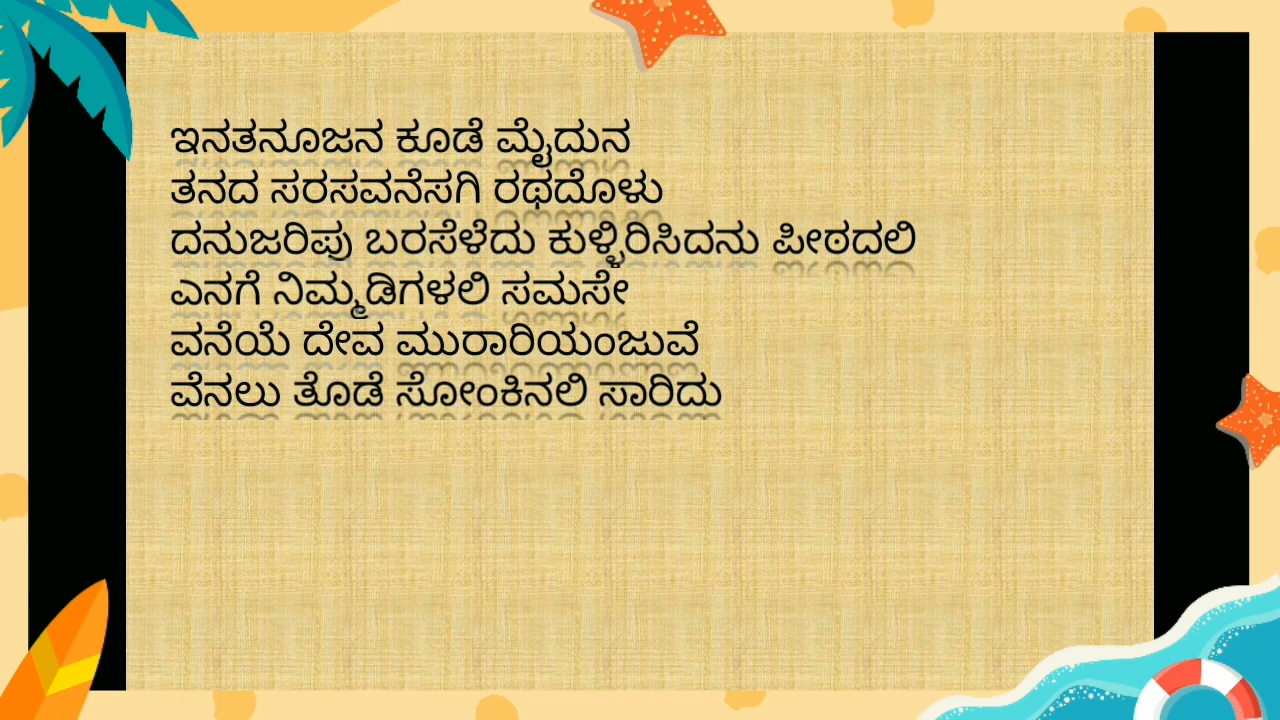 ಇನತನೂಜನ ಕೂಡೆ ಮೈದುನ
ತನದ ಸರಸವನೆಸಗಿ ರಥದೊಳು
ದನುಜರಿಪು ಬರಸೆಳೆದು ಕುಳ್ಳಿರಿಸಿದನು ಪೀಠದಲಿ
ಎನಗೆ ನಿಮ್ಮಡಿಗಳಲಿ ಸಮಸೇ
ವನೆಯೆ ದೇವ ಮುರಾರಿಯಂಜುವೆ
ವೆನಲು ತೊಡೆ ಸೋಂಕಿನಲಿ ಸಾರಿದು